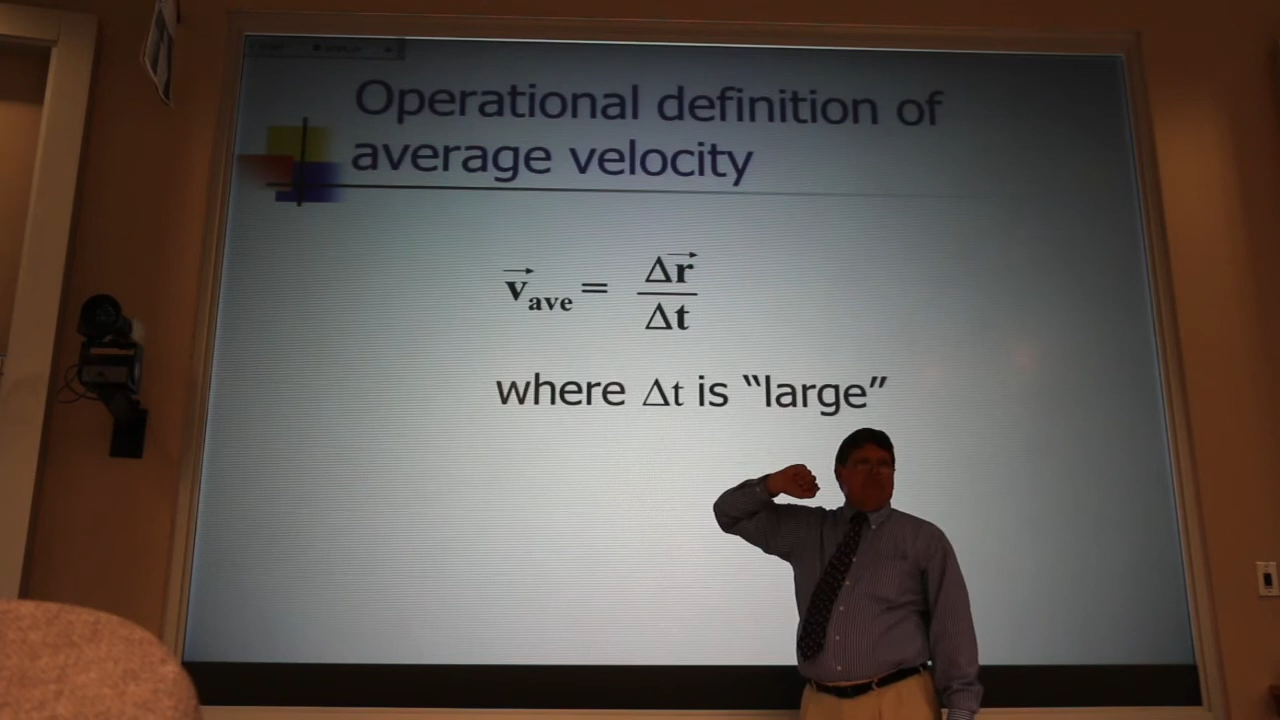 Operational definition of
average velocity
v⃗ave = Δr⃗ / Δt
where Δt is “large”